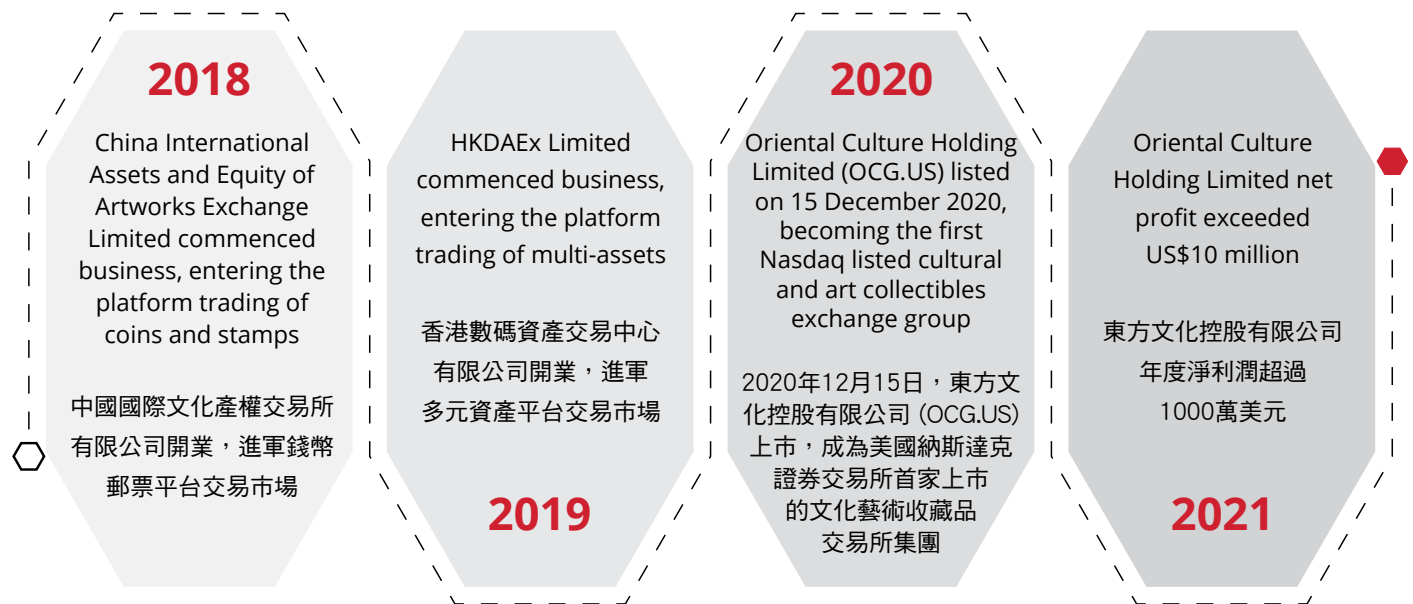 2018
China International
Assets and Equity of
Artworks Exchange
Limited commenced
business, entering the
platform trading of
coins and stamps
中國國際文化產權交易所
有限公司開業，進軍錢幣
郵票平台交易市場
HKDAEx Limited
commenced business,
entering the platform
trading of multi-assets
香港數碼資產交易中心
有限公司開業，進軍
多元資產平台交易市場
2019
2020
Oriental Culture Holding
Limited (OCG.US) listed
on 15 December 2020,
becoming the first
Nasdaq listed cultural
and art collectibles
exchange group
2020年12月15日，東方文
化控股有限公司 (OCG.US)
上市，成為美國納斯達克
證券交易所首家上市
的文化藝術收藏品
交易所集團
Oriental Culture
Holding Limited net
profit exceeded
US$10 million
東方文化控股有限公司
年度淨利潤超過
1000萬美元
2021